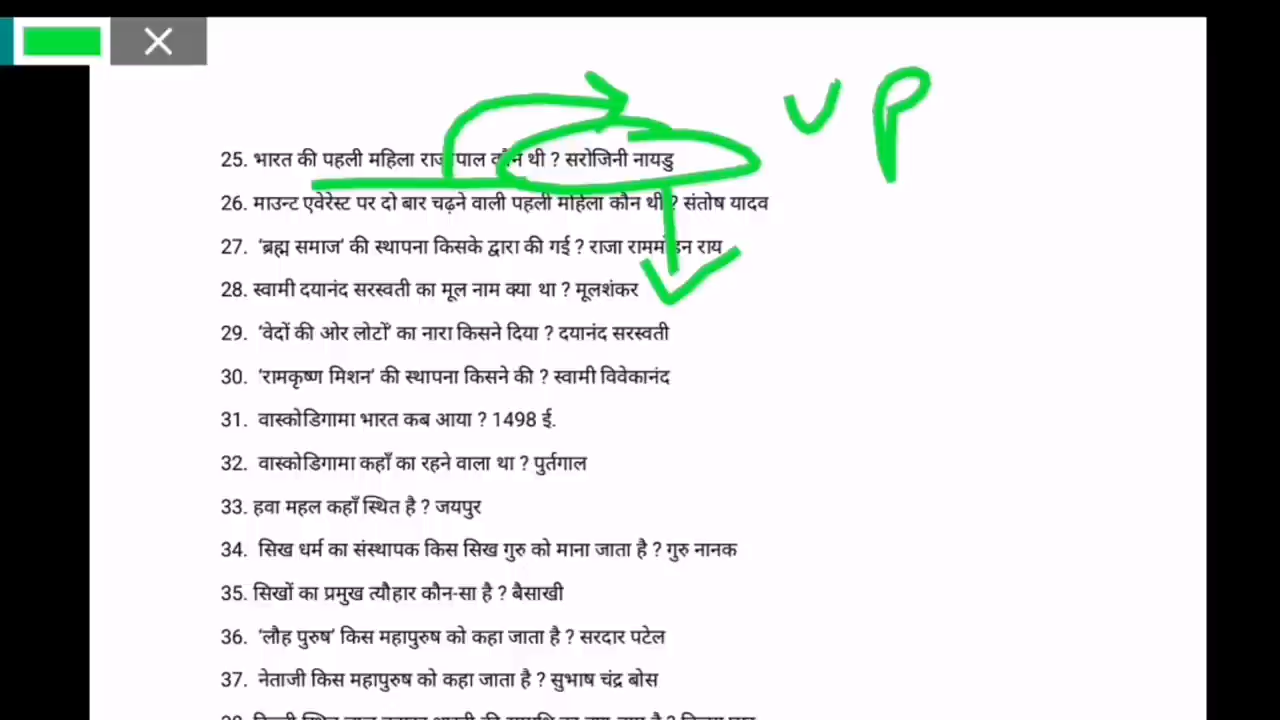 UP
25. भारत की पहली महिला राज्यपाल कौन थी ? सरोजिनी नायडु
26. माउन्ट एवेरेस्ट पर दो बार चढ़ने वाली पहली महिला कौन थी ? संतोष यादव
27. ‘ब्रह्म समाज’ की स्थापना किसके द्वारा की गई ? राजा राममोहन राय
28. स्वामी दयानंद सरस्वती का मूल नाम क्या था ? मूलशंकर
29. ‘वेदों की ओर लोटों’ का नारा किसने दिया ? दयानंद सरस्वती
30. ‘रामकृष्ण मिशन’ की स्थापना किसने की ? स्वामी विवेकानंद
31. वास्कोडिगामा भारत कब आया ? 1498 ई.
32. वास्कोडिगामा कहाँ का रहने वाला था ? पुर्तगाल
33. हवा महल कहाँ स्थित है ? जयपुर
34. सिख धर्म का संस्थापक किस सिख गुरु को माना जाता है ? गुरु नानक
35. सिखों का प्रमुख त्यौहार कौन-सा है ? बैसाखी
36. ‘लौह पुरुष’ किस महापुरुष को कहा जाता है ? सरदार पटेल
37. नेताजी किस महापुरुष को कहा जाता है ? सुभाष चंद्र बोस